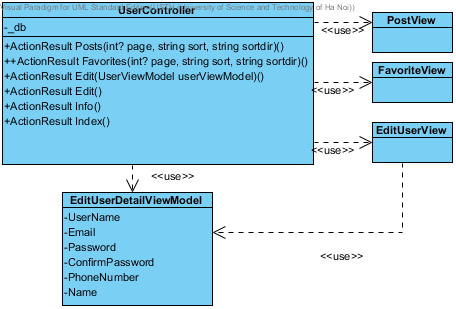 Visual Paradigm for UML Standard Edition (University of Science and Technology of Ha Noi))
UserController
-_db
+ActionResult Posts(int? page, string sort, string sortdir)()
++ActionResult Favorites(int? page, string sort, string sortdir)()
+ActionResult Edit(UserViewModel userViewModel)()
+ActionResult Edit()
+ActionResult Info()
+ActionResult Index()
<<use>>
PostView
<<use>>
FavoriteView
<<use>>
EditUserView
<<use>>
EditUserDetailViewModel
-UserName
-Email
-Password
-ConfirmPassword
-PhoneNumber
-Name
<<use>>